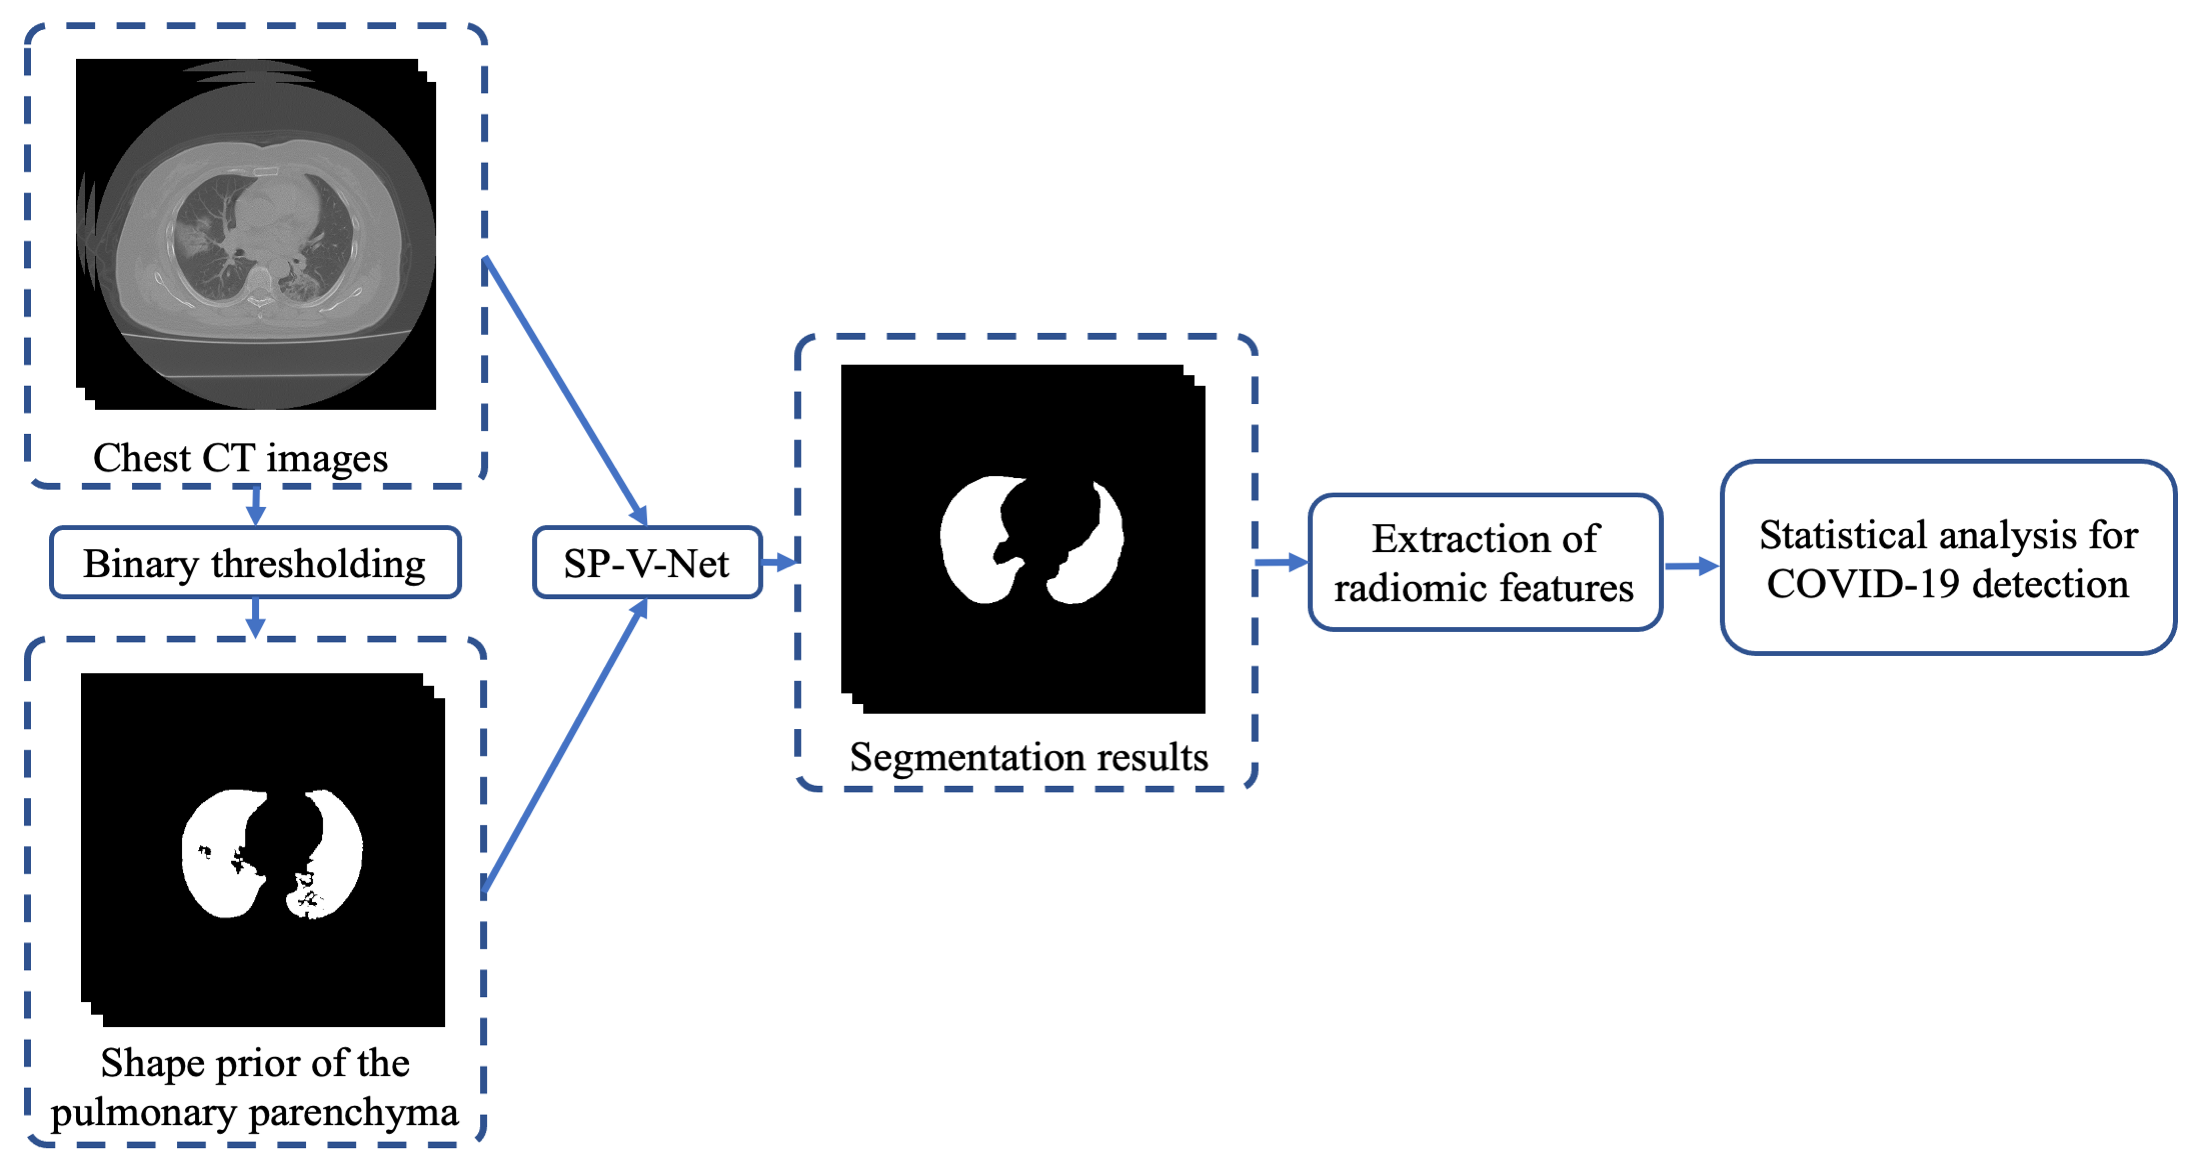 Chest CT images
Binary thresholding
Shape prior of the
pulmonary parenchyma
SP-V-Net
Segmentation results
Extraction of
radiomic features
Statistical analysis for
COVID-19 detection